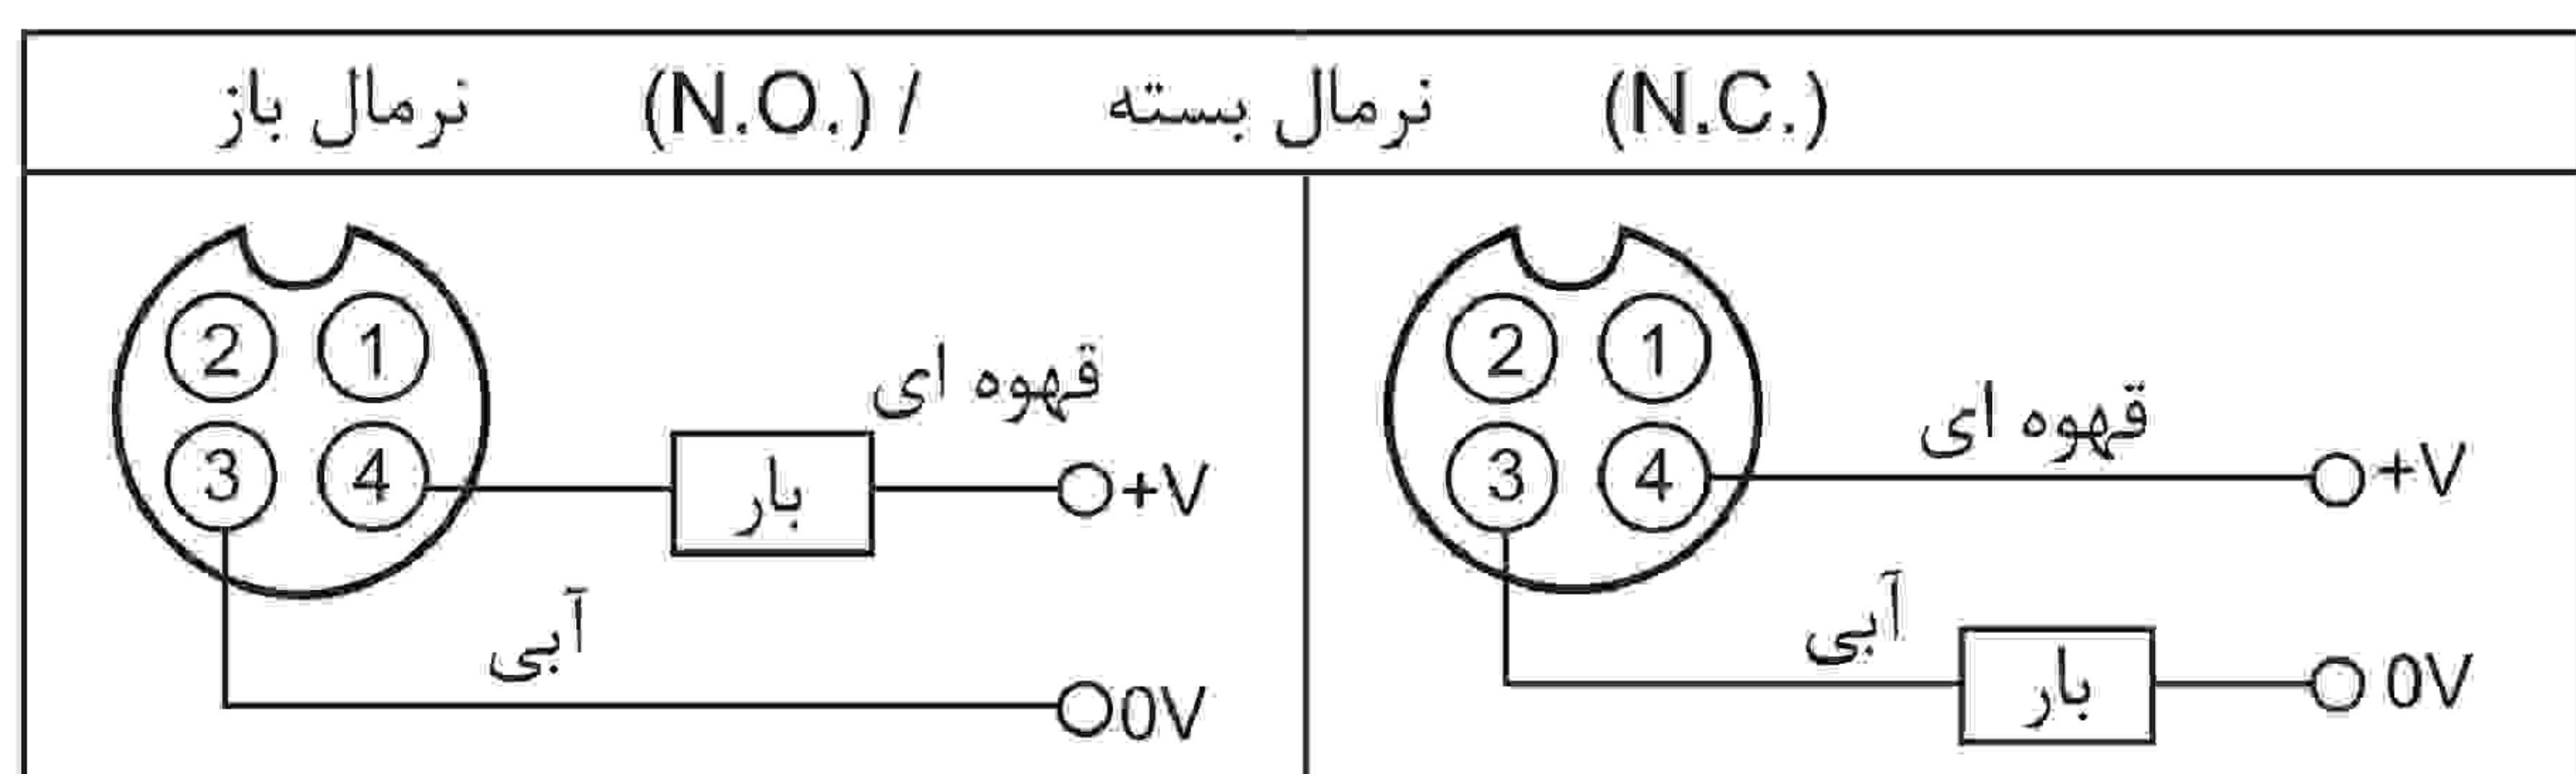 نرمال باز (N.O.) / نرمال بسته (N.C.)
2 1
قهوه ای
3 4 بار +V
آبی
0V
2 1
قهوه ای
3 4 +V
آبی
بار 0V